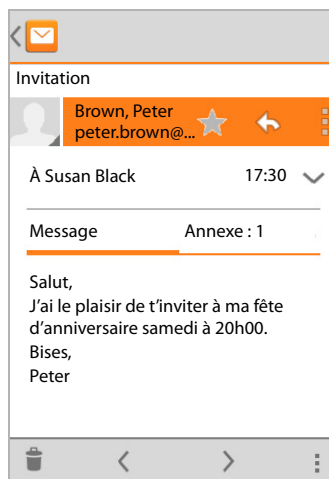 Invitation
Brown, Peter
peter.brown@...
À Susan Black 17:30
Message Annexe : 1
Salut,
J'ai le plaisir de t'inviter à ma fête
d'anniversaire samedi à 20h00.
Bises,
Peter